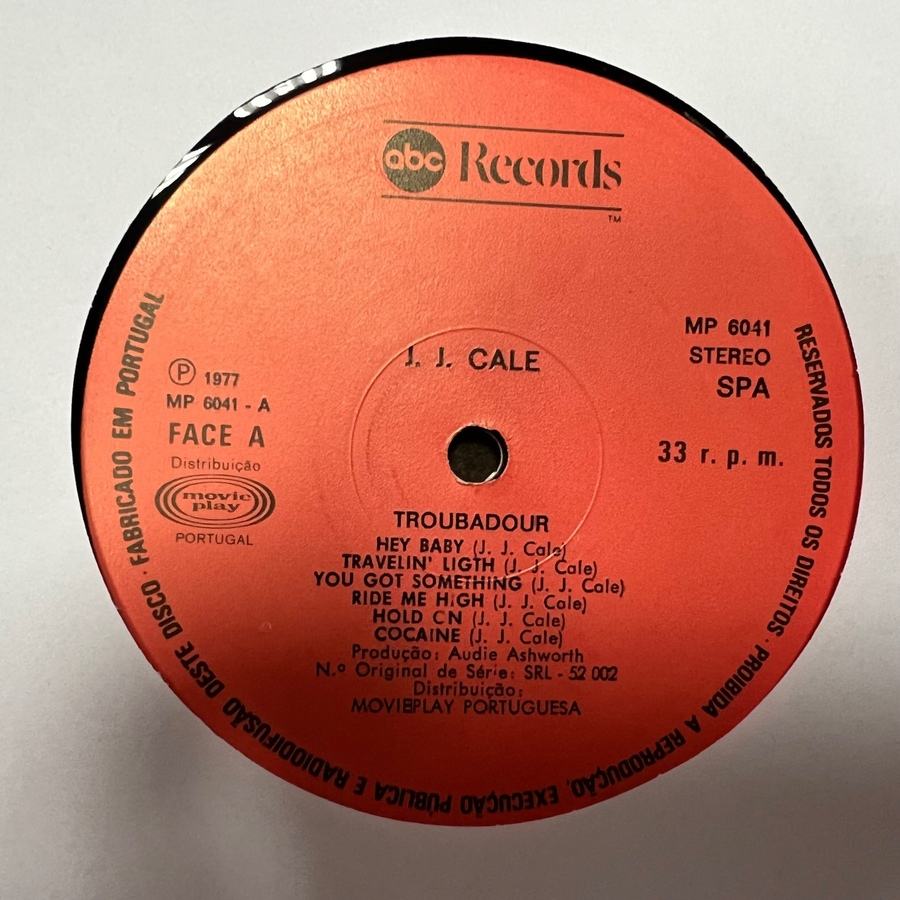 abc Records
TM
J. J. CALE
Ⓟ 1977
MP 6041 - A
FACE A
Distribuição
movie
play
PORTUGAL
MP 6041
STEREO
SPA
33 r. p. m.
TROUBADOUR
HEY BABY (J. J. Cale)
TRAVELIN' LIGTH (J. J. Cale)
YOU GOT SOMETHING (J. J. Cale)
RIDE ME HIGH (J. J. Cale)
HOLD ON (J. J. Cale)
COCAINE (J. J. Cale)
Produção: Audie Ashworth
N.º Original de Série: SRL - 52 002
Distribuição:
MOVIEPLAY PORTUGUESA
RESERVADOS TODOS OS DIREITOS · PROIBIDA A REPRODUÇÃO, EXECUÇÃO PÚBLICA E RADIODIFUSÃO DESTE DISCO · FABRICADO EM PORTUGAL